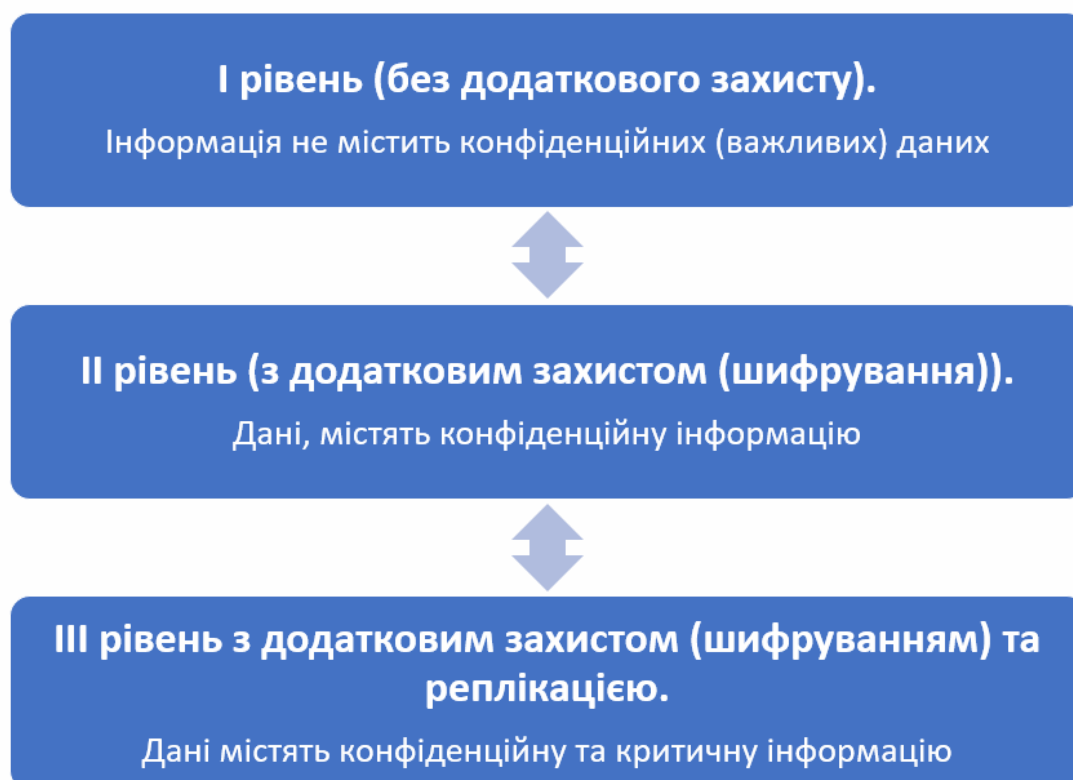 І рівень (без додаткового захисту).
Інформація не містить конфіденційних (важливих) даних
ІІ рівень (з додатковим захистом (шифрування)).
Дані, містять конфіденційну інформацію
ІІІ рівень з додатковим захистом (шифруванням) та
реплікацією.
Дані містять конфіденційну та критичну інформацію